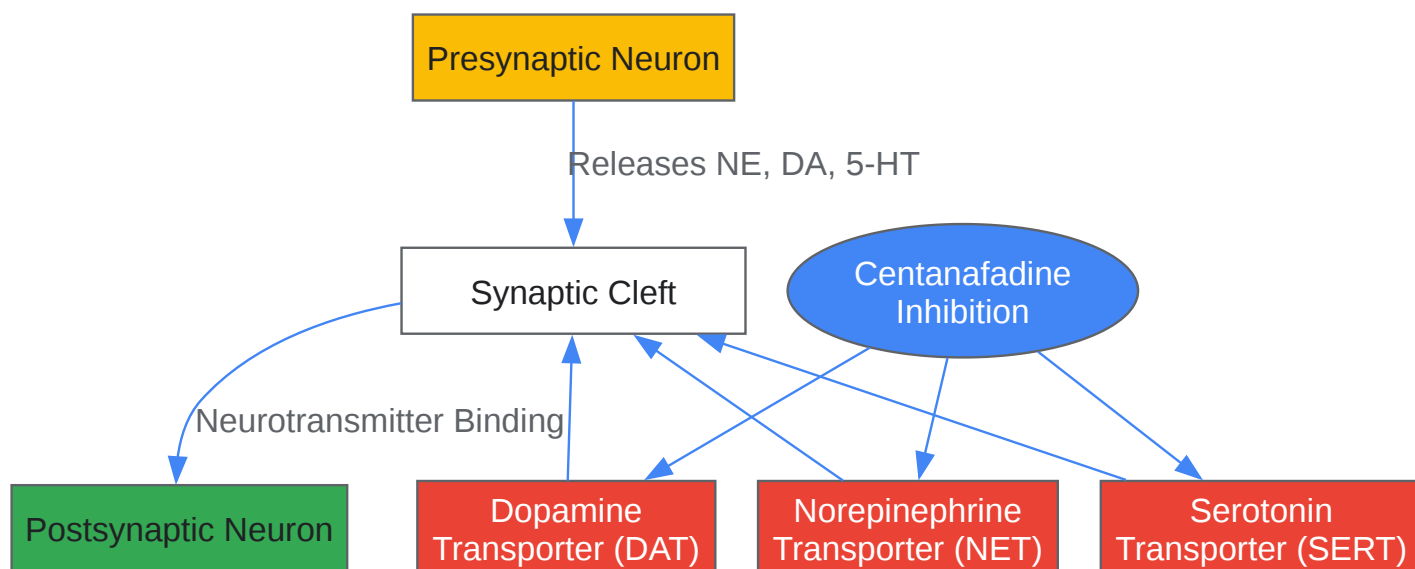 Presynaptic Neuron
Releases NE, DA, 5-HT
Synaptic Cleft
Centanafadine
Inhibition
Neurotransmitter Binding
Postsynaptic Neuron
Dopamine
Transporter (DAT)
Norepinephrine
Transporter (NET)
Serotonin
Transporter (SERT)